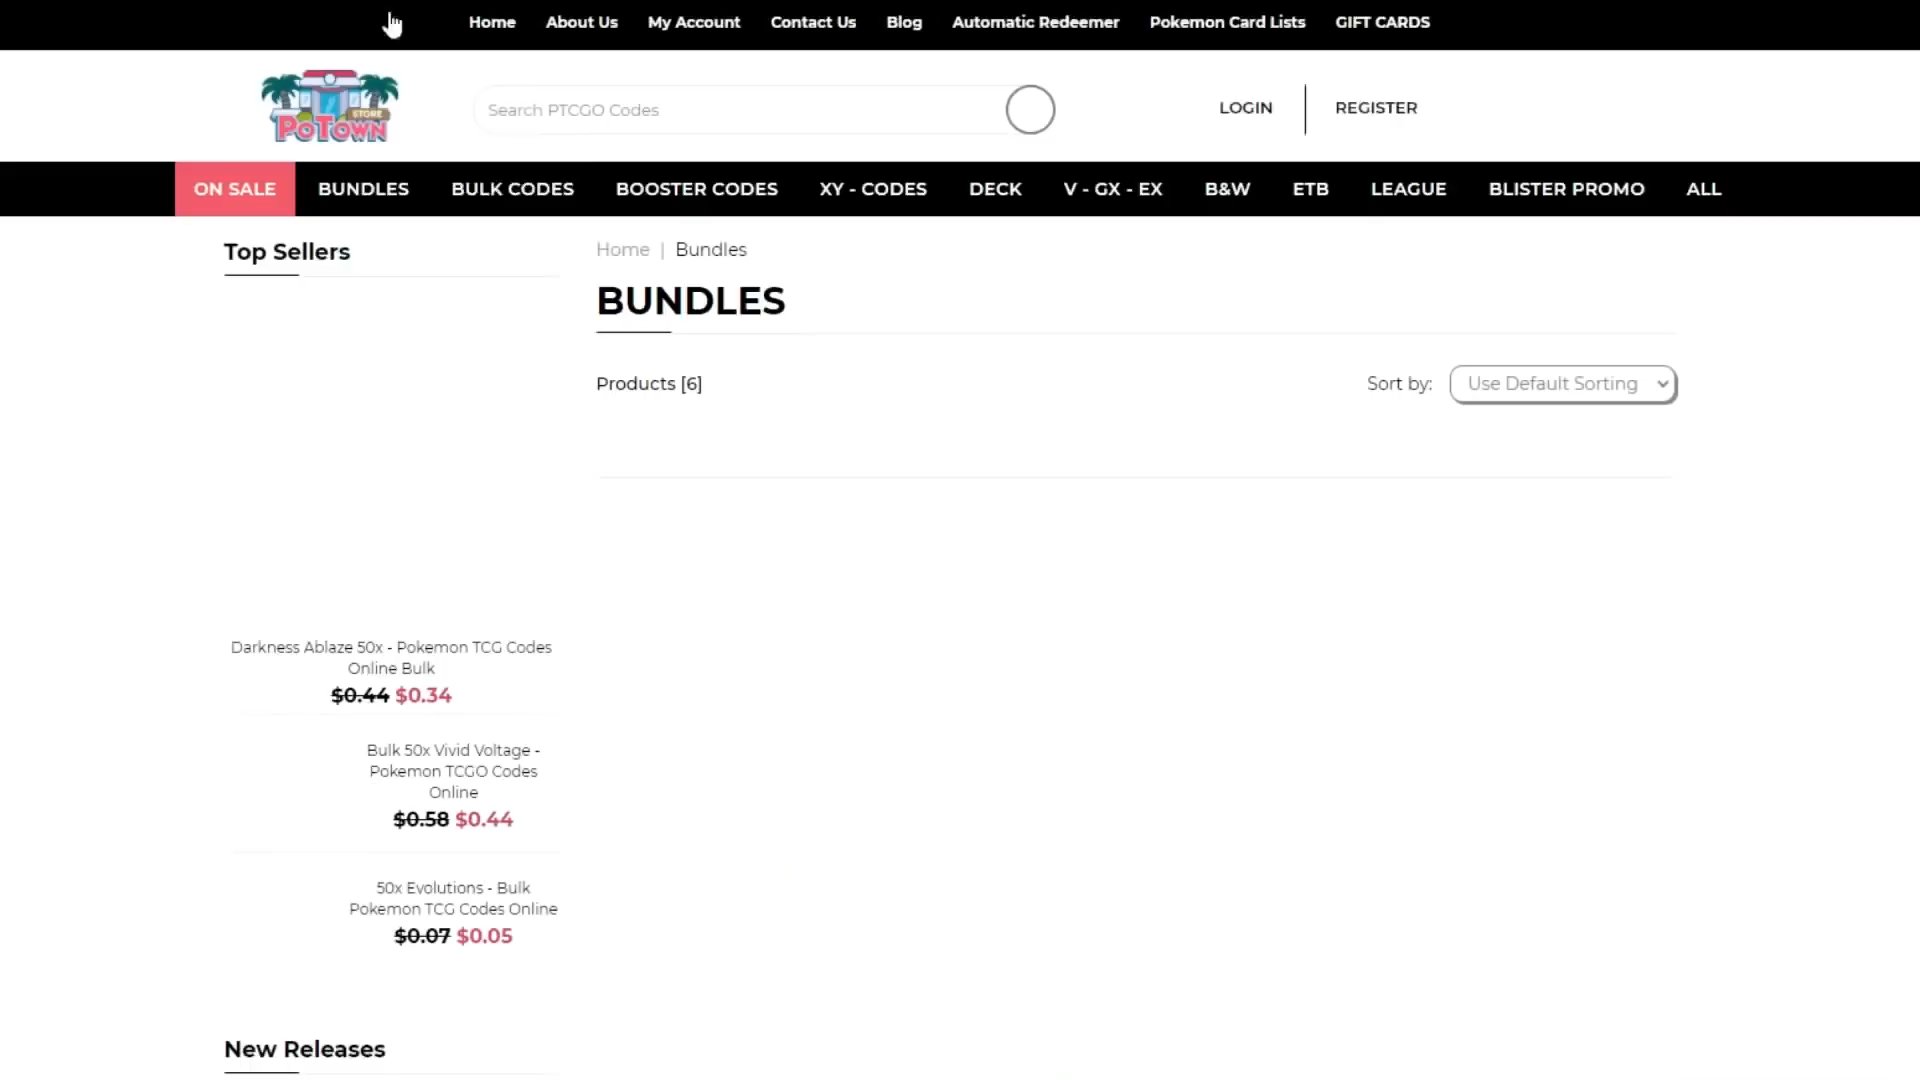 Home About Us My Account Contact Us Blog Automatic Redeemer Pokemon Card Lists GIFT CARDS
STORE
POTOWN
Search PTCGO Codes
LOGIN REGISTER
ON SALE BUNDLES BULK CODES BOOSTER CODES XY - CODES DECK V - GX - EX B&W ETB LEAGUE BLISTER PROMO ALL
Top Sellers
Home | Bundles
BUNDLES
Products [6]
Sort by: Use Default Sorting
Darkness Ablaze 50x - Pokemon TCG Codes
Online Bulk
$0.44 $0.34
Bulk 50x Vivid Voltage -
Pokemon TCGO Codes
Online
$0.58 $0.44
50x Evolutions - Bulk
Pokemon TCG Codes Online
$0.07 $0.05
New Releases